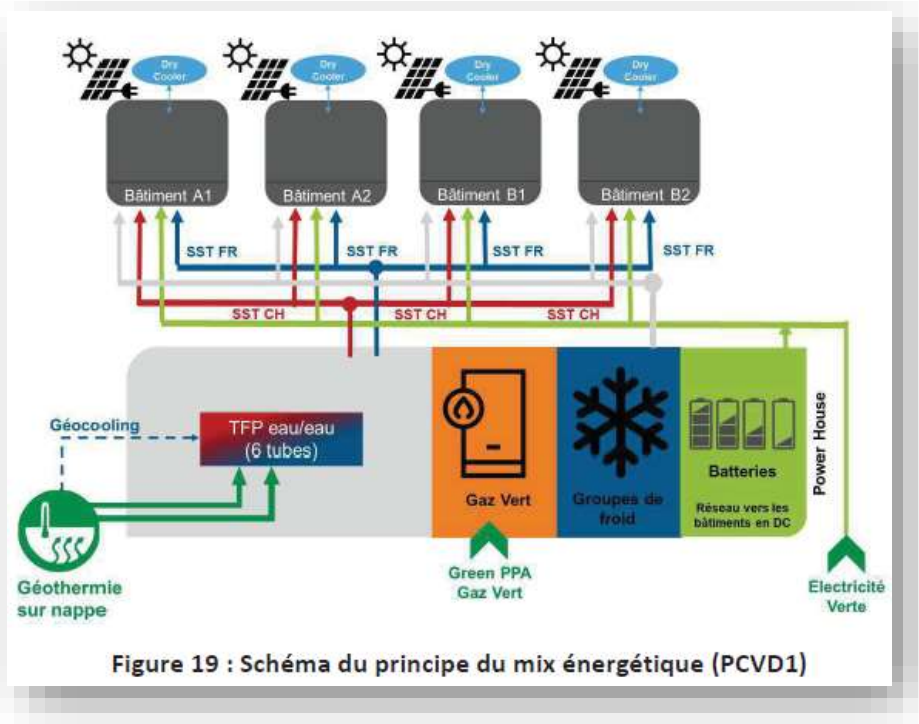 Dry
Cooler
Dry
Cooler
Dry
Cooler
Dry
Cooler
Bâtiment A1
Bâtiment A2
Bâtiment B1
Bâtiment B2
SST FR
SST FR
SST FR
SST FR
SST CH
SST CH
SST CH
Géocooling
TFP eau/eau
(6 tubes)
Gaz Vert
Groupes de
froid
Batteries
Réseau vers les
bâtiments en DC
Power House
Géothermie
sur nappe
Green PPA
Gaz Vert
Electricité
Verte
Figure 19 : Schéma du principe du mix énergétique (PCVD1)